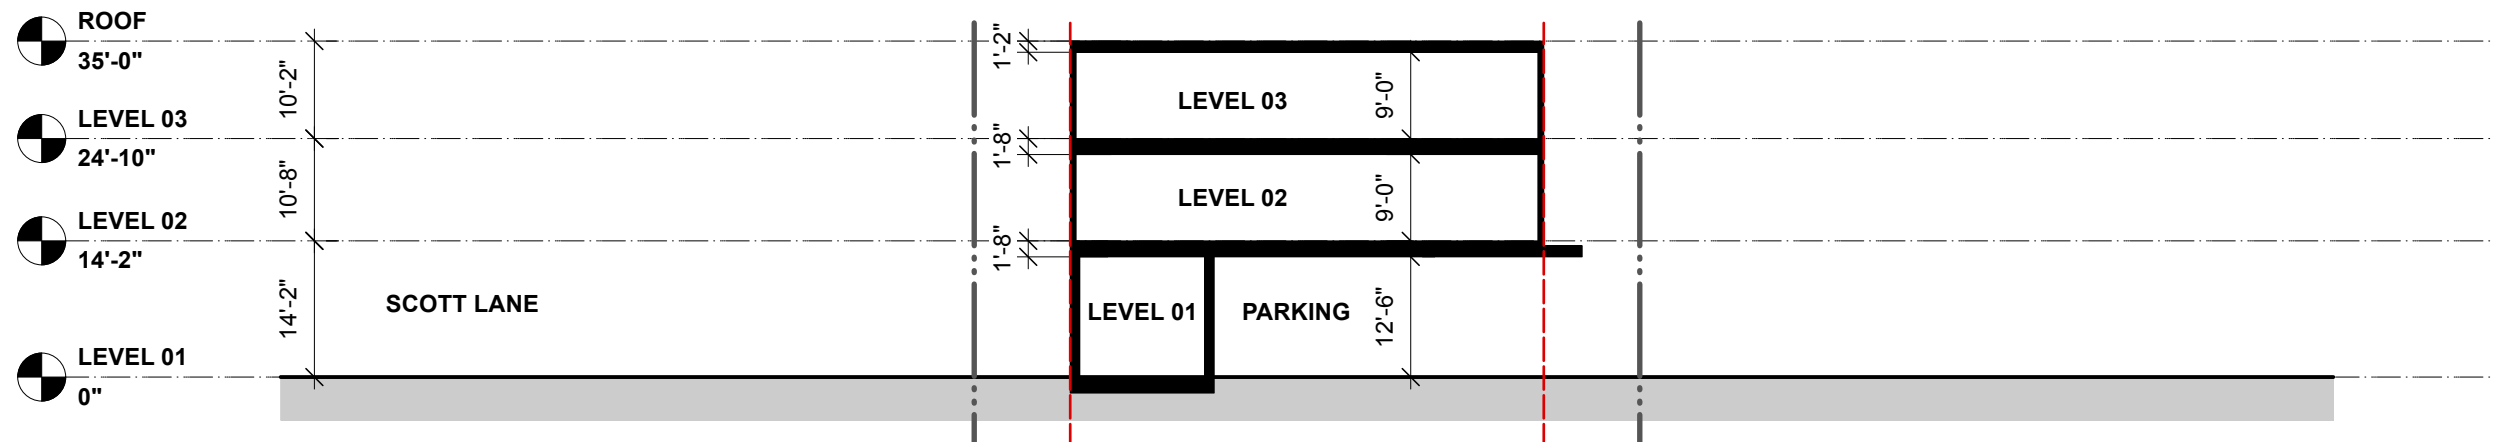 ROOF
35'-0"
LEVEL 03
24'-10"
LEVEL 02
14'-2"
LEVEL 01
0"
10'-2"
10'-8"
14'-2"
SCOTT LANE
1'-2"
1'-8"
1'-8"
LEVEL 03
LEVEL 02
LEVEL 01
PARKING
9'-0"
9'-0"
12'-6"